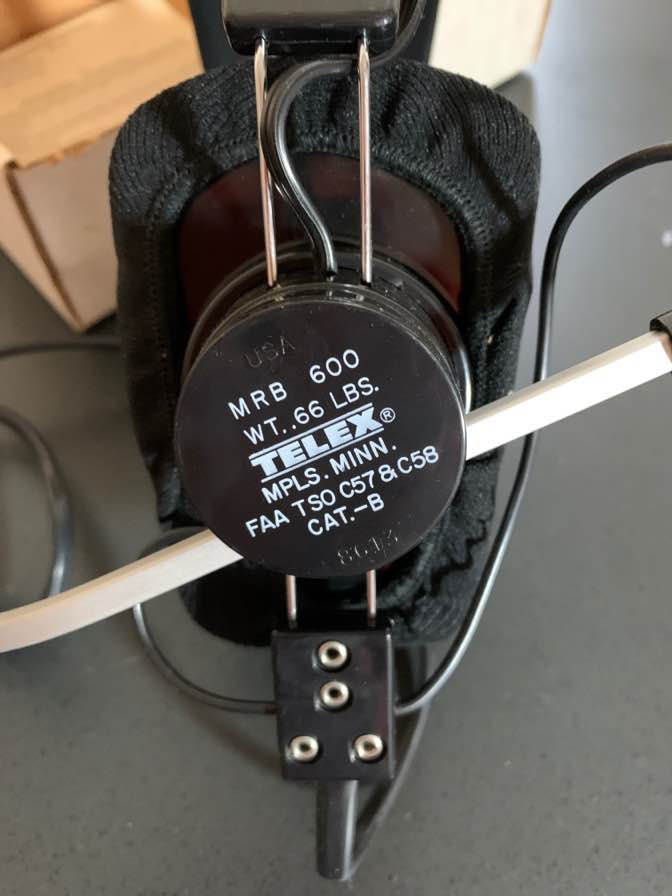 USA
MRB 600
WT..66 LBS.
TELEX®
MPLS. MINN.
FAA TSO C57 & C58
CAT.-B